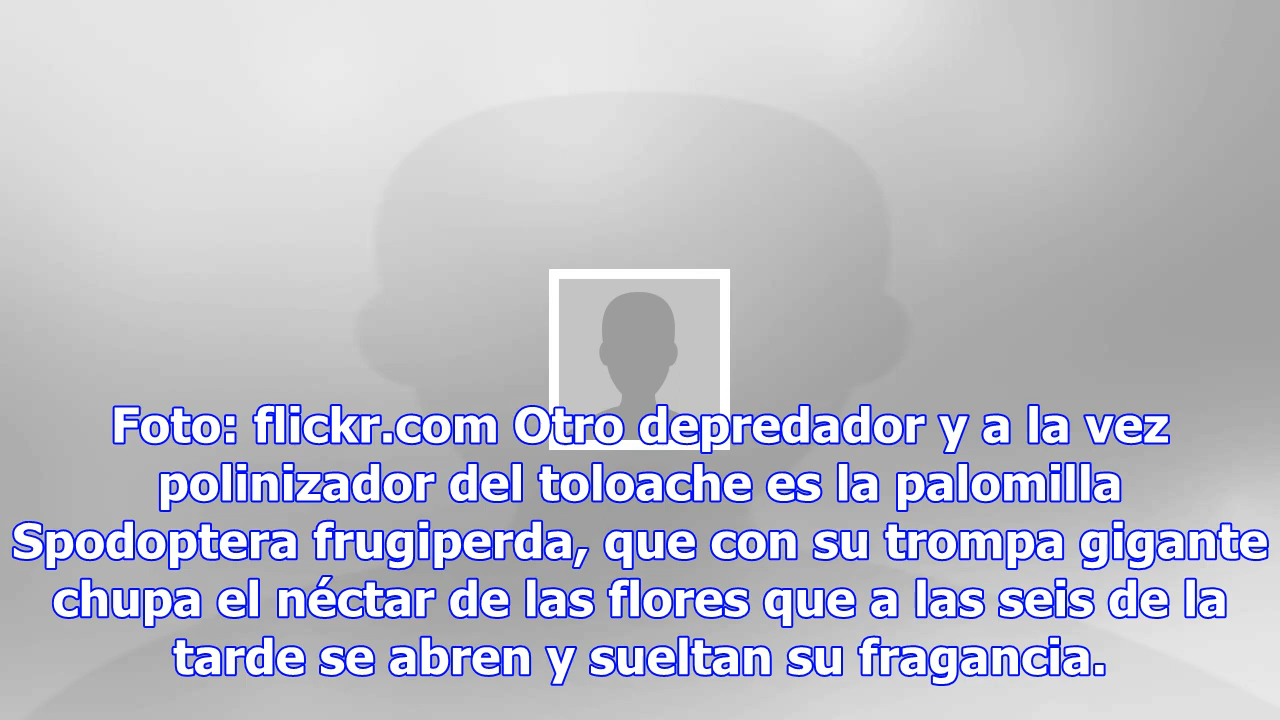 Foto: flickr.com Otro depredador y a la vez
polinizador del toloache es la palomilla
Spodoptera frugiperda, que con su trompa gigante
chupa el néctar de las flores que a las seis de la
tarde se abren y sueltan su fragancia.